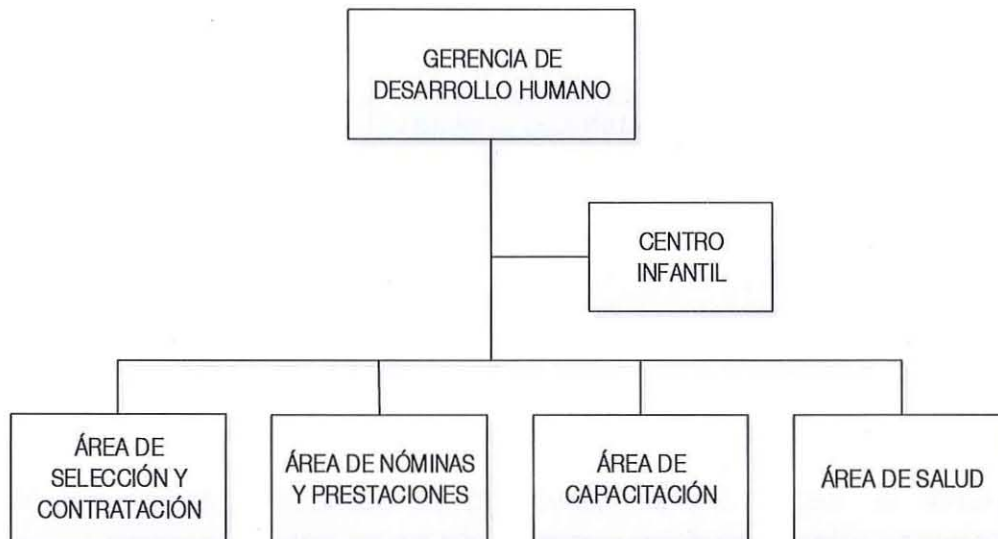 GERENCIA DE
DESARROLLO HUMANO
CENTRO
INFANTIL
ÁREA DE
SELECCIÓN Y
CONTRATACIÓN
ÁREA DE NÓMINAS
Y PRESTACIONES
ÁREA DE
CAPACITACIÓN
ÁREA DE SALUD